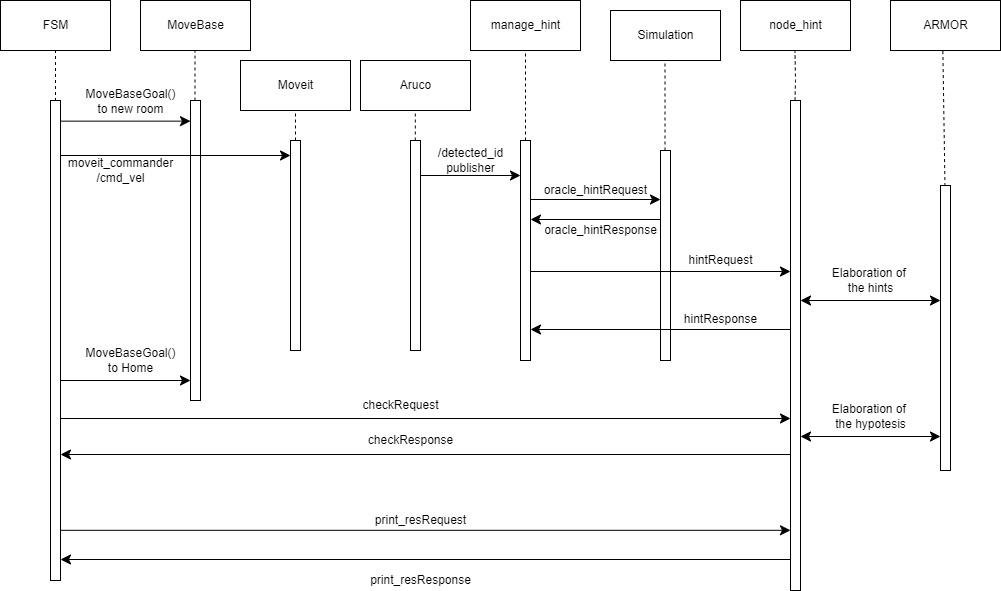 FSM
MoveBase
manage_hint
Simulation
node_hint
ARMOR
Moveit
Aruco
MoveBaseGoal()
to new room
moveit_commander
/cmd_vel
/detected_id
publisher
oracle_hintRequest
oracle_hintResponse
hintRequest
Elaboration of
the hints
hintResponse
MoveBaseGoal()
to Home
checkRequest
Elaboration of
the hypotesis
checkResponse
print_resRequest
print_resResponse